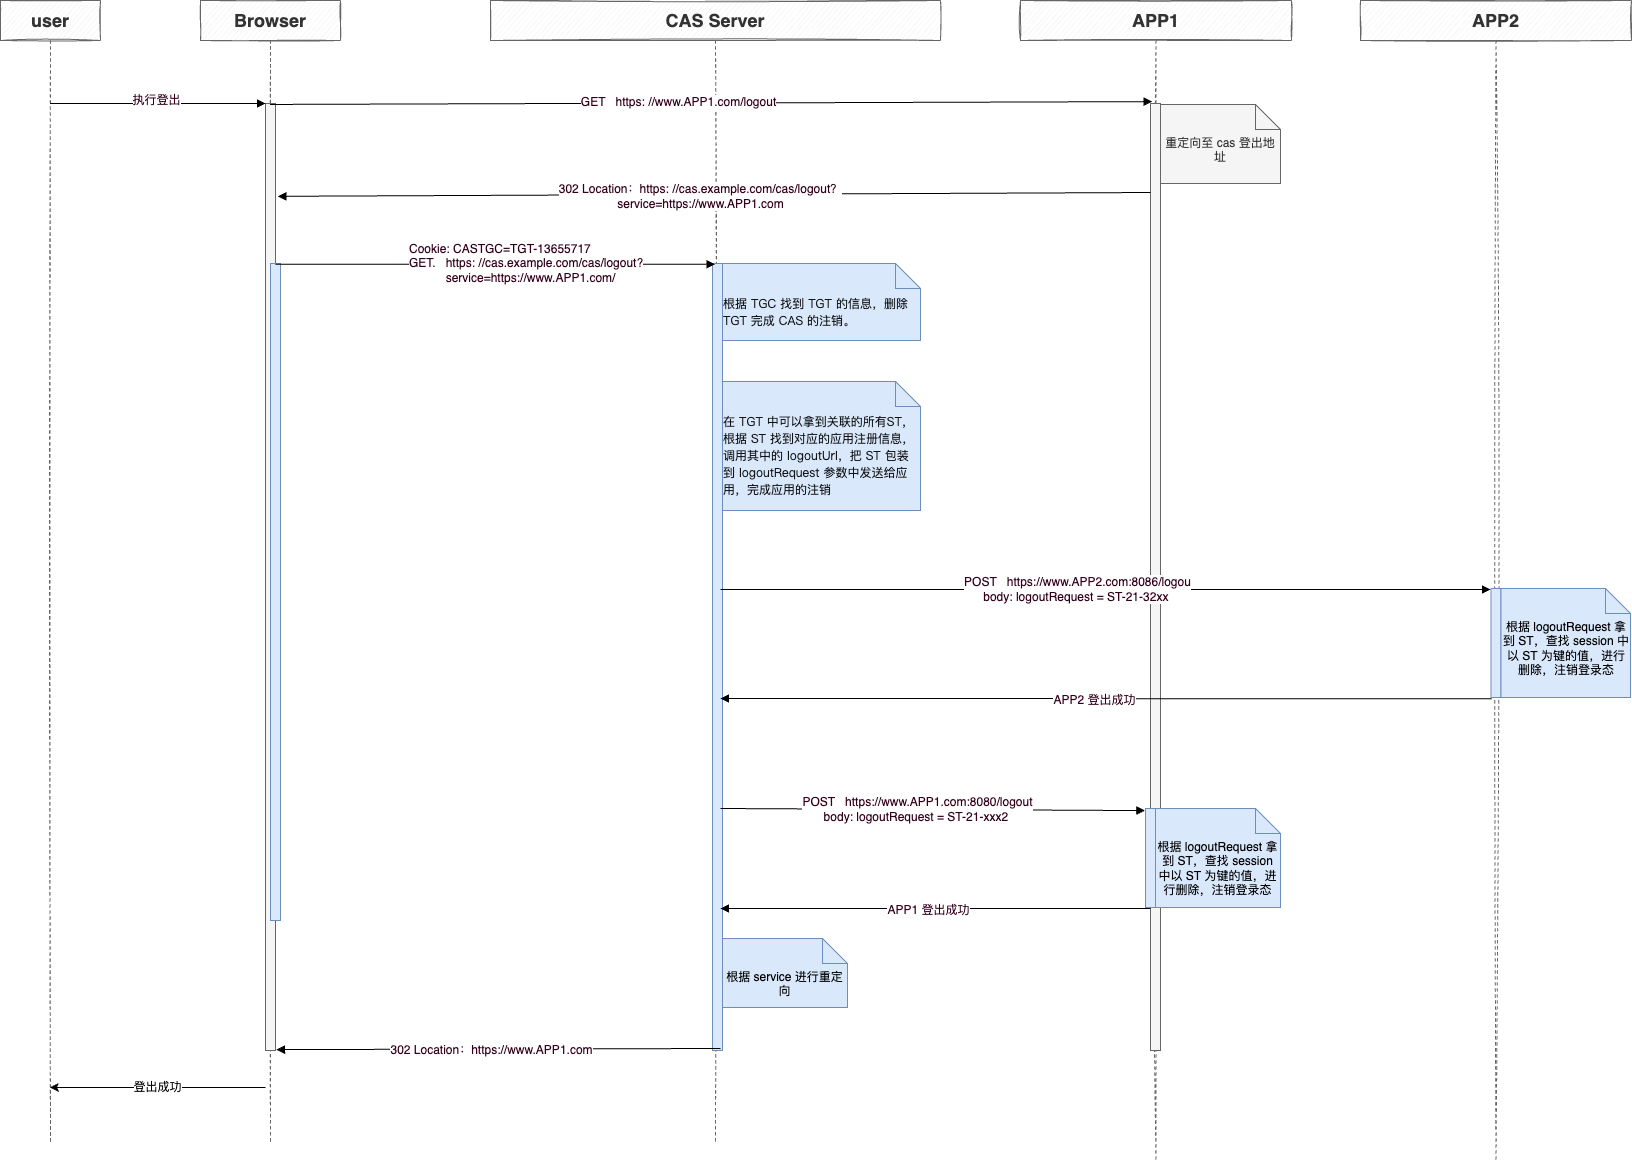 user
Browser
CAS Server
APP1
APP2
执行登出
GET   https: //www.APP1.com/logout
重定向至 cas 登出地
址
302 Location：https: //cas.example.com/cas/logout?
service=https://www.APP1.com
Cookie: CASTGC=TGT-13655717
GET.   https: //cas.example.com/cas/logout?
service=https://www.APP1.com/
根据 TGC 找到 TGT 的信息，删除
TGT 完成 CAS 的注销。
在 TGT 中可以拿到关联的所有ST，
根据 ST 找到对应的应用注册信息，
调用其中的 logoutUrl，把 ST 包装
到 logoutRequest 参数中发送给应
用，完成应用的注销
POST   https://www.APP2.com:8086/logou
body: logoutRequest = ST-21-32xx
根据 logoutRequest 拿
到 ST，查找 session 中
以 ST 为键的值，进行
删除，注销登录态
APP2 登出成功
POST   https://www.APP1.com:8080/logout
body: logoutRequest = ST-21-xxx2
根据 logoutRequest 拿
到 ST，查找 session
中以 ST 为键的值，进
行删除，注销登录态
APP1 登出成功
根据 service 进行重定
向
302 Location：https://www.APP1.com
登出成功